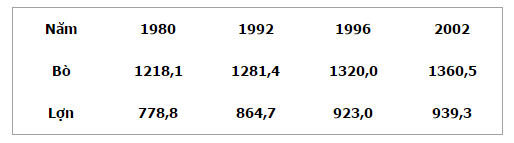 Năm 1980 1992 1996 2002
Bò 1218,1 1281,4 1320,0 1360,5
Lợn 778,8 864,7 923,0 939,3